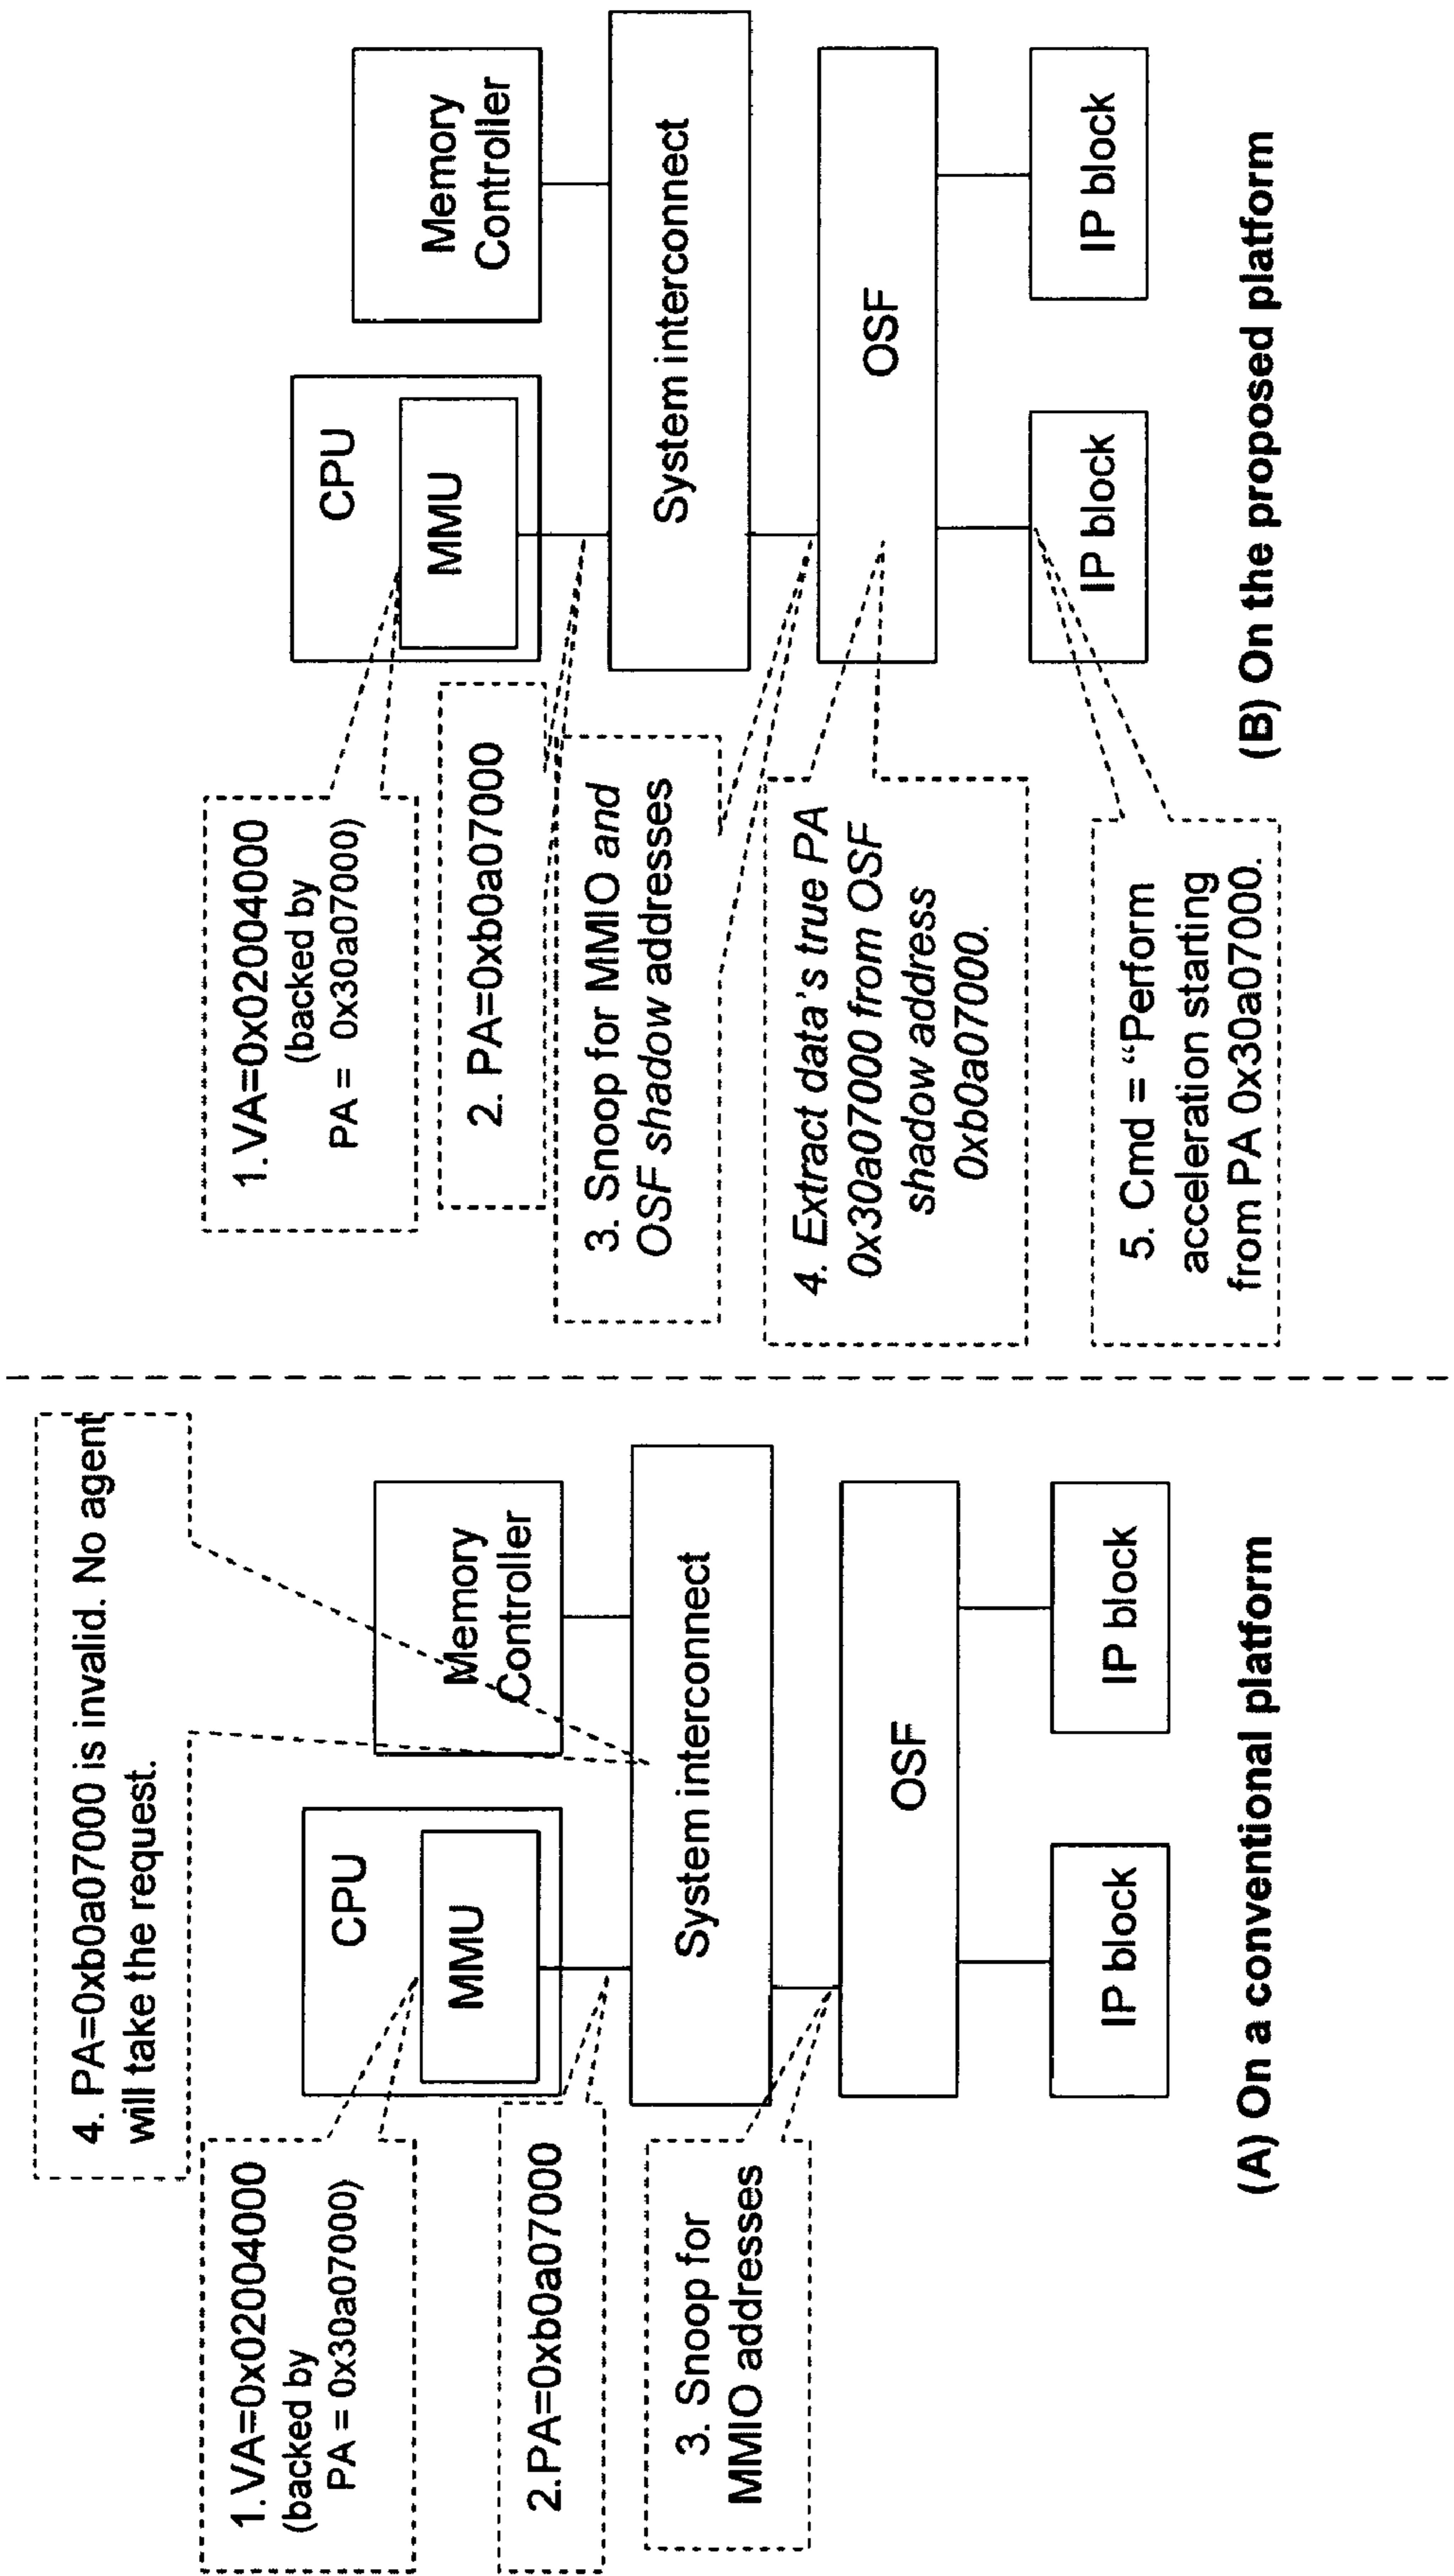 4. PA=0xb0a07000 is invalid. No agent
will take the request.
1.VA=0x02004000
(backed by
PA = 0x30a07000)
2.PA=0xb0a07000
3. Snoop for
MMIO addresses
CPU
MMU
Memory
Controller
System interconnect
OSF
IP block
IP block
(A) On a conventional platform
1.VA=0x02004000
(backed by
PA = 0x30a07000)
2. PA=0xb0a07000
3. Snoop for MMIO and
OSF shadow addresses
4. Extract data's true PA
0x30a07000 from OSF
shadow address
0xb0a07000.
5. Cmd = “Perform
acceleration starting
from PA 0x30a07000.
CPU
MMU
Memory
Controller
System interconnect
OSF
IP block
IP block
(B) On the proposed platform